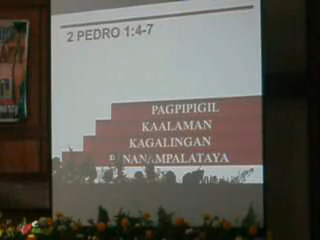 2 PEDRO 1:4-7
PAGPIPIGIL
KAALAMAN
KAGALINGAN
PANANAMPALATAYA